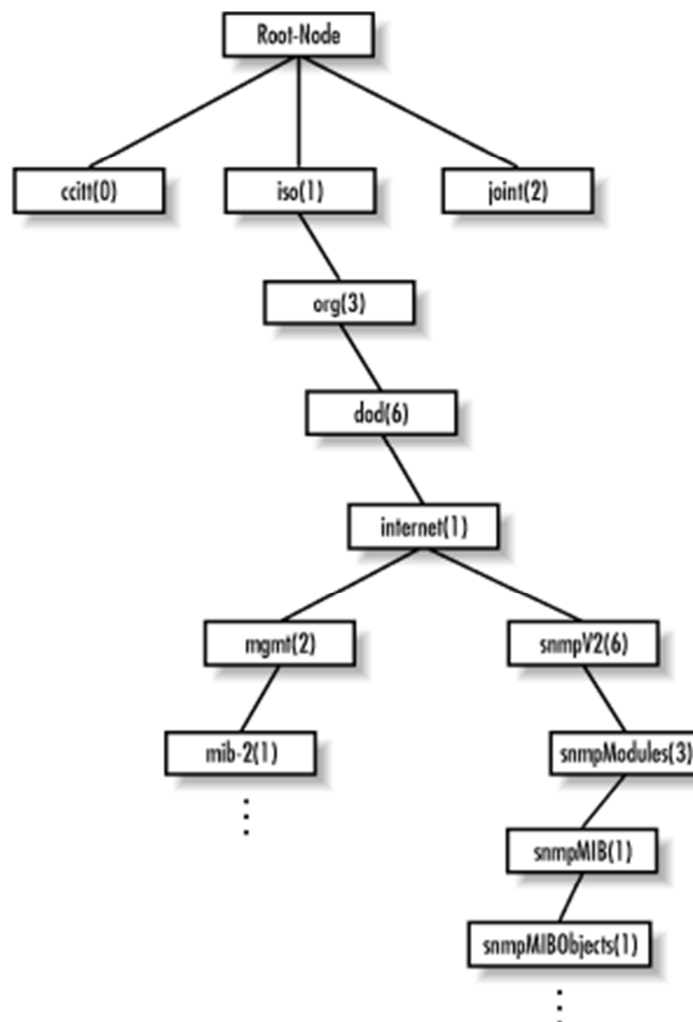 Root-Node
ccitt(0)
iso(1)
joint(2)
org(3)
dod(6)
internet(1)
mgmt(2)
snmpV2(6)
mib-2(1)
snmpModules(3)
snmpMIB(1)
snmpMIBObjects(1)